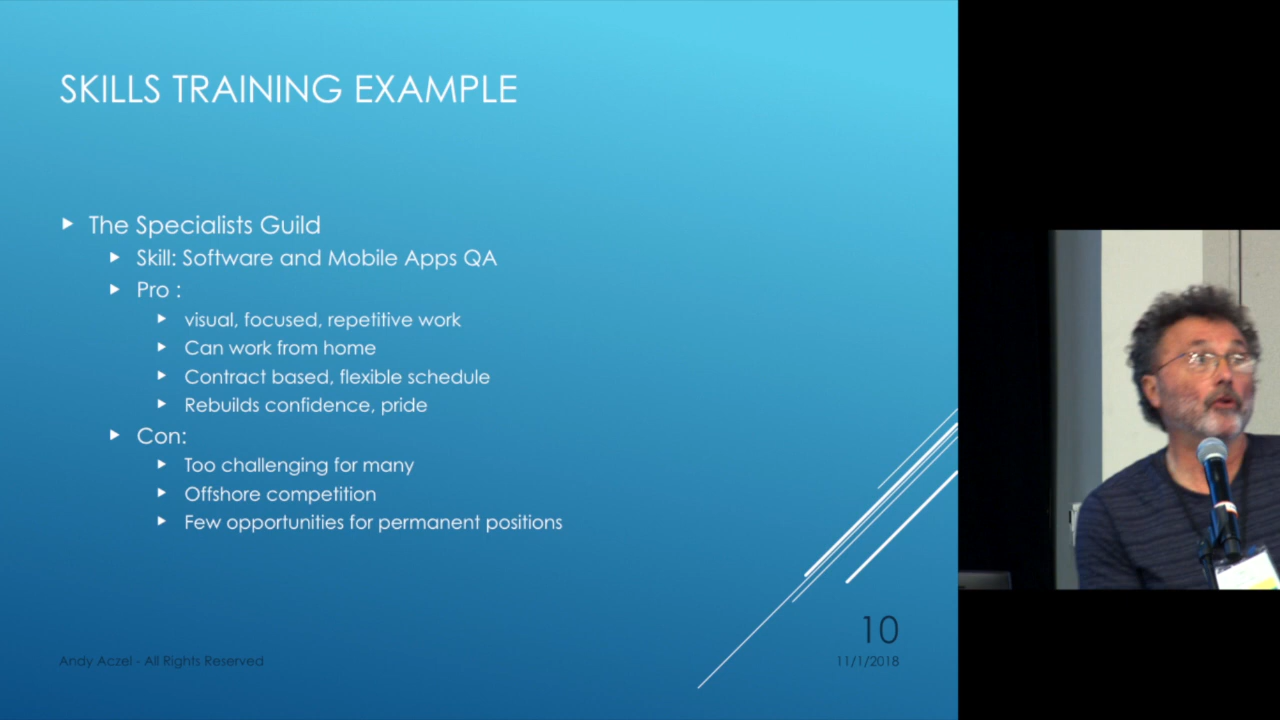 SKILLS TRAINING EXAMPLE
The Specialists Guild
Skill: Software and Mobile Apps QA
Pro :
visual, focused, repetitive work
Can work from home
Contract based, flexible schedule
Rebuilds confidence, pride
Con:
Too challenging for many
Offshore competition
Few opportunities for permanent positions
10
Andy Aczel - All Rights Reserved
11/1/2018